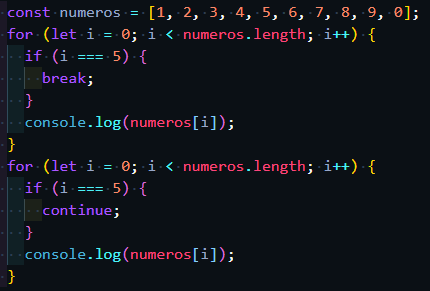 const numeros = [1, 2, 3, 4, 5, 6, 7, 8, 9, 0];
for (let i = 0; i < numeros.length; i++) {
  if (i === 5) {
    break;
  }
  console.log(numeros[i]);
}
for (let i = 0; i < numeros.length; i++) {
  if (i === 5) {
    continue;
  }
  console.log(numeros[i]);
}